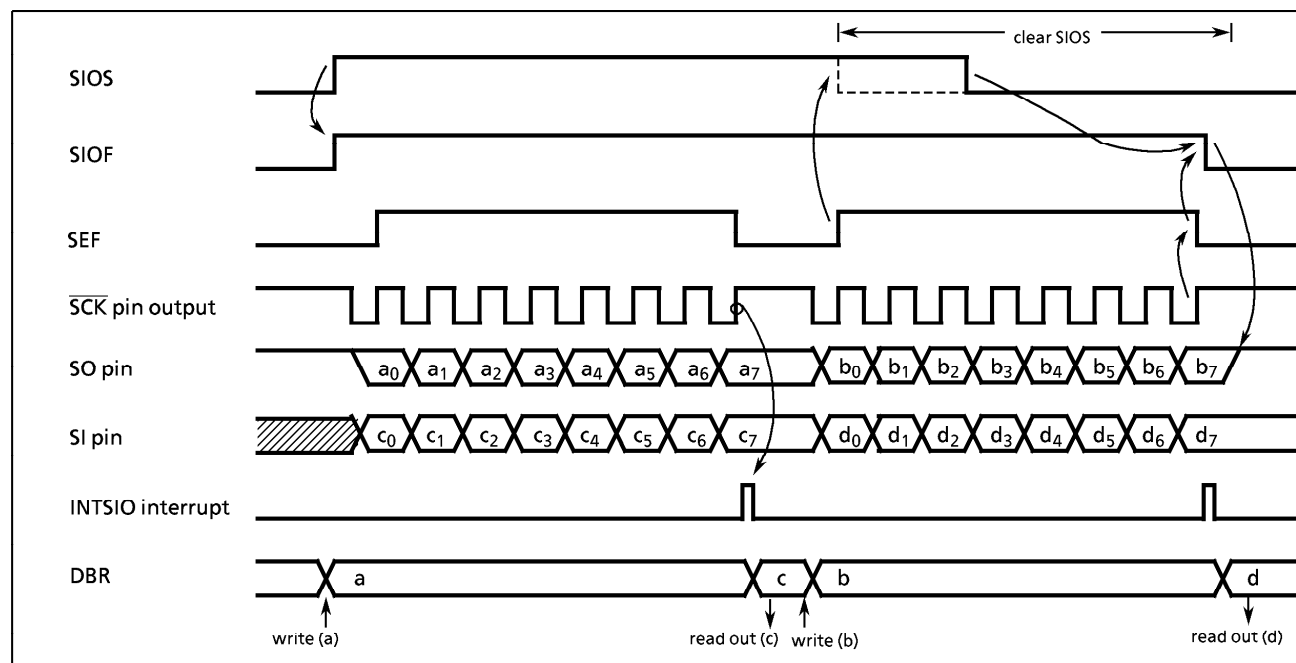 clear SIOS
SIOS
SIOF
SEF
SCK pin output
SO pin a0 a1 a2 a3 a4 a5 a6 a7 b0 b1 b2 b3 b4 b5 b6 b7
SI pin c0 c1 c2 c3 c4 c5 c6 c7 d0 d1 d2 d3 d4 d5 d6 d7
INTSIO interrupt
DBR a c b d
write (a) read out (c) write (b) read out (d)